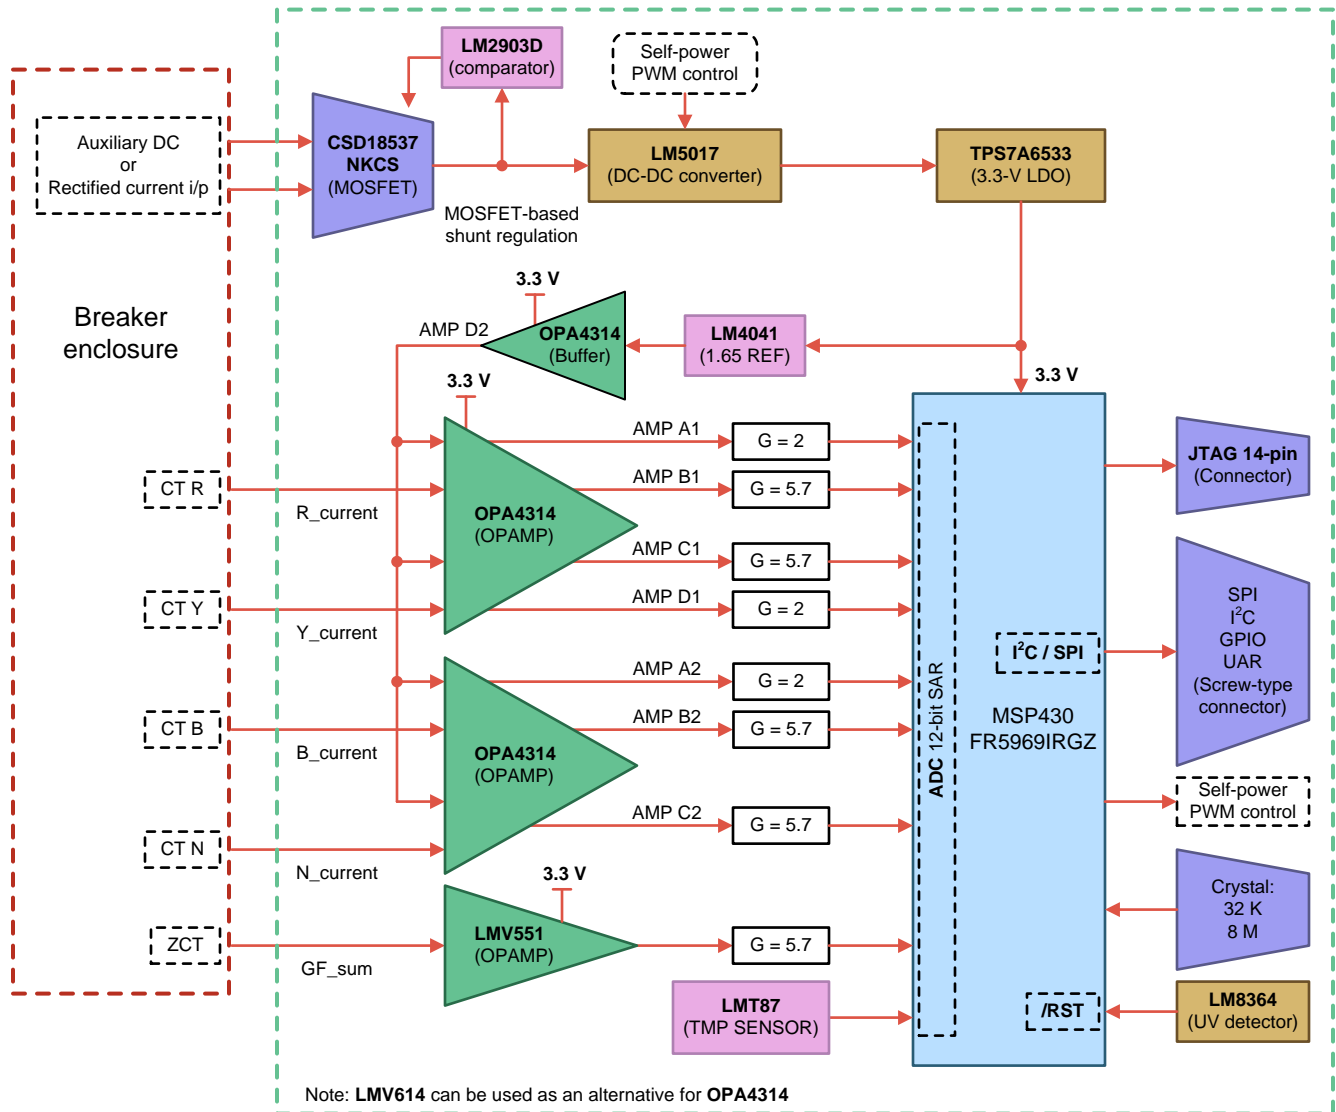 LM2903D
(comparator)
Self-power
PWM control
Auxiliary DC
or
Rectified current i/p
CSD18537
NKCS
(MOSFET)
LM5017
(DC-DC converter)
TPS7A6533
(3.3-V LDO)
MOSFET-based
shunt regulation
Breaker
enclosure
3.3 V
AMP D2
OPA4314
(Buffer)
LM4041
(1.65 REF)
3.3 V
3.3 V
AMP A1
G = 2
AMP B1
G = 5.7
CT R
R_current
OPA4314
(OPAMP)
AMP C1
G = 5.7
AMP D1
G = 2
CT Y
Y_current
AMP A2
G = 2
AMP B2
G = 5.7
CT B
B_current
OPA4314
(OPAMP)
AMP C2
G = 5.7
CT N
N_current
3.3 V
LMV551
(OPAMP)
G = 5.7
ZCT
GF_sum
LMT87
(TMP SENSOR)
ADC 12-bit SAR
I²C / SPI
MSP430
FR5969IRGZ
/RST
JTAG 14-pin
(Connector)
SPI
I²C
GPIO
UAR
(Screw-type
connector)
Self-power
PWM control
Crystal:
32 K
8 M
LM8364
(UV detector)
Note: LMV614 can be used as an alternative for OPA4314